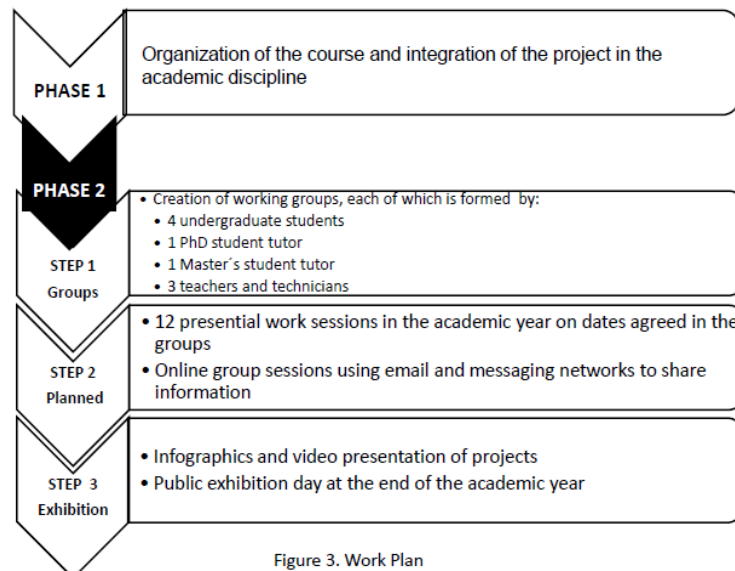 PHASE 1
Organization of the course and integration of the project in the
academic discipline
PHASE 2
STEP 1
Groups
• Creation of working groups, each of which is formed by:
• 4 undergraduate students
• 1 PhD student tutor
• 1 Master´s student tutor
• 3 teachers and technicians
STEP 2
Planned
• 12 presential work sessions in the academic year on dates agreed in the
groups
• Online group sessions using email and messaging networks to share
information
STEP 3
Exhibition
• Infographics and video presentation of projects
• Public exhibition day at the end of the academic year
Figure 3. Work Plan